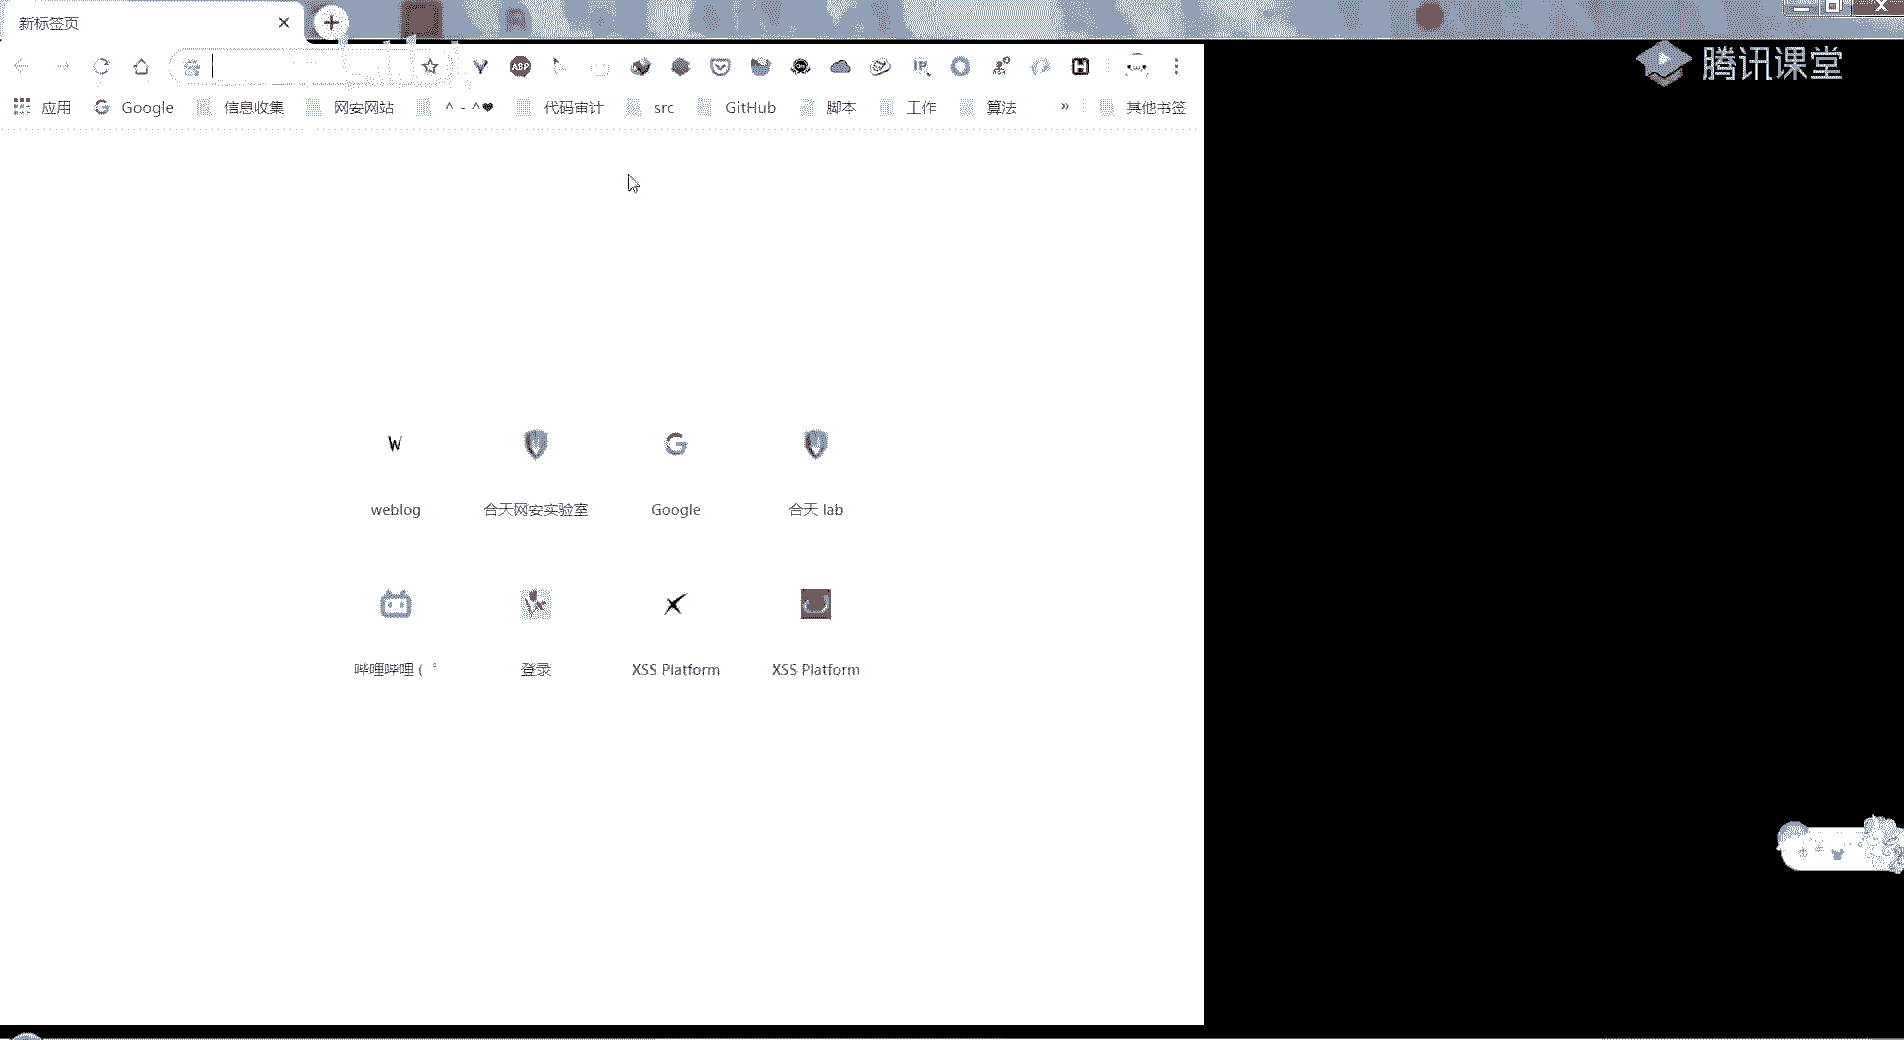 新标签页
腾讯课堂
ABP
IP
应用 Google 信息收集 网安网站 ^ - ^❤ 代码审计 src GitHub 脚本 工作 算法 » 其他书签
W
weblog 合天网安实验室 Google 合天 lab
哔哩哔哩 ( ゜ 登录 XSS Platform XSS Platform